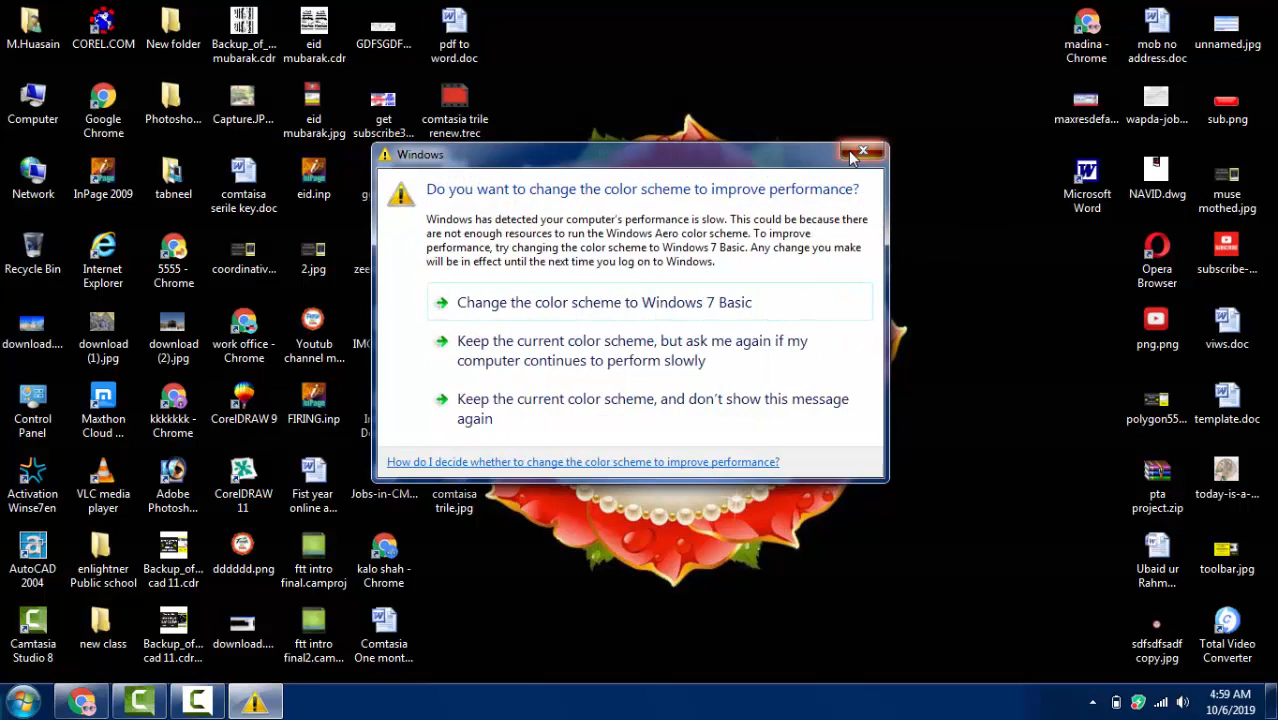 M.Huasain
COREL.COM
New folder
Backup_of_...
mubarak.cdr
eid
mubarak.cdr
GDFSGDF...
pdf to
word.doc
madina -
Chrome
mob no
address.doc
unnamed.jpg
Computer
Google
Chrome
Photosho...
Capture.JP...
eid
mubarak.jpg
get
subscribe3...
comtasia trile
renew.trec
maxresdefa...
wapda-job...
sub.png
Network
InPage 2009
tabneel
comtaisa
serile key.doc
eid.inp
Microsoft
Word
NAVID.dwg
muse
mothed.jpg
Recycle Bin
Internet
Explorer
5555 -
Chrome
coordinativ...
2.jpg
Opera
Browser
subscribe-...
download....
download
(1).jpg
download
(2).jpg
work office -
Chrome
Youtub
channel m...
png.png
viws.doc
Control
Panel
Maxthon
Cloud ...
kkkkkkk -
Chrome
CorelDRAW 9
FIRING.inp
polygon55...
template.doc
Activation
Winse7en
VLC media
player
Adobe
Photosh...
CorelDRAW
11
Fist year
online a...
Jobs-in-CM...
comtaisa
trile.jpg
pta
project.zip
today-is-a-...
AutoCAD
2004
enlightner
Public school
Backup_of...
cad 11.cdr
dddddd.png
ftt intro
final.camproj
kalo shah -
Chrome
Ubaid ur
Rahm...
toolbar.jpg
Camtasia
Studio 8
new class
Backup_of...
cad 11.cdr...
download....
ftt intro
final2.cam...
Comtasia
One mont...
sdfsdfsadf
copy.jpg
Total Video
Converter
Windows
Do you want to change the color scheme to improve performance?
Windows has detected your computer's performance is slow. This could be because there
are not enough resources to run the Windows Aero color scheme. To improve
performance, try changing the color scheme to Windows 7 Basic. Any change you make
will be in effect until the next time you log on to Windows.
Change the color scheme to Windows 7 Basic
Keep the current color scheme, but ask me again if my
computer continues to perform slowly
Keep the current color scheme, and don't show this message
again
How do I decide whether to change the color scheme to improve performance?
4:59 AM
10/6/2019